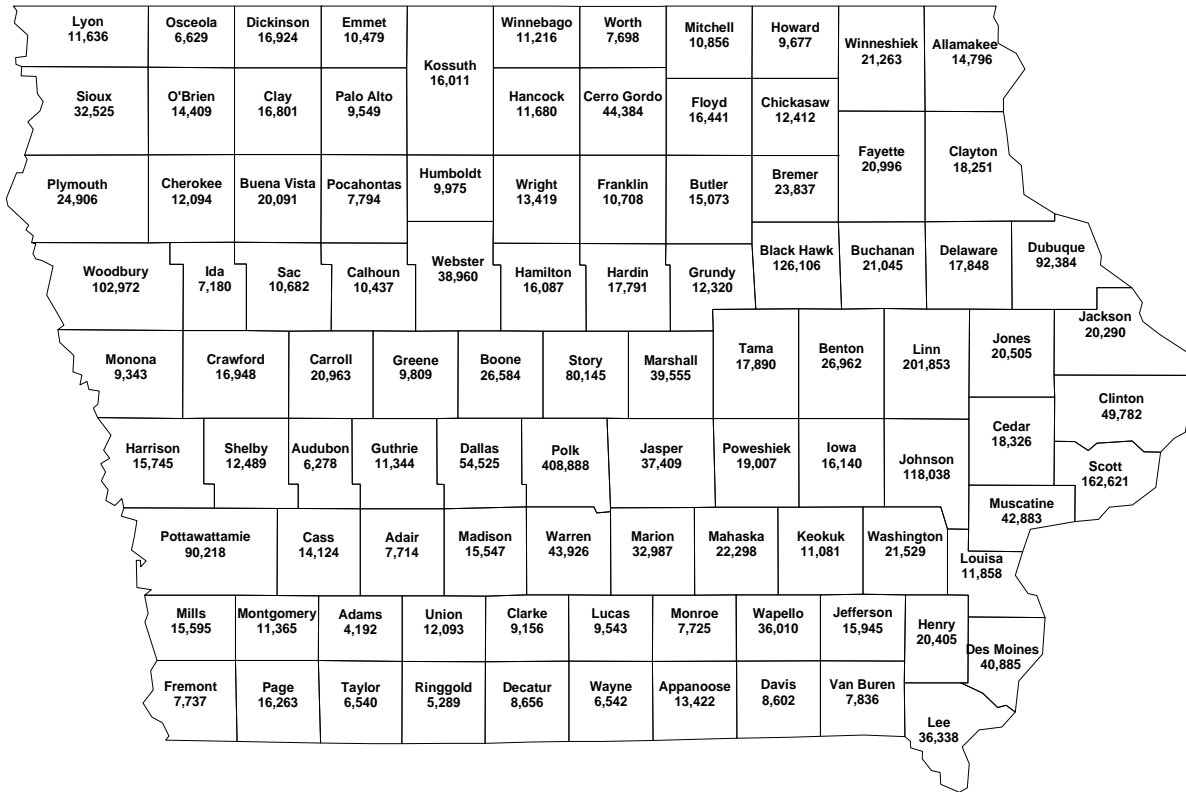 Lyon
11,636
Osceola
6,629
Dickinson
16,924
Emmet
10,479
Kossuth
16,011
Winnebago
11,216
Worth
7,698
Mitchell
10,856
Howard
9,677
Winneshiek
21,263
Allamakee
14,796
Sioux
32,525
O'Brien
14,409
Clay
16,801
Palo Alto
9,549
Hancock
11,680
Cerro Gordo
44,384
Floyd
16,441
Chickasaw
12,412
Fayette
20,996
Clayton
18,251
Plymouth
24,906
Cherokee
12,094
Buena Vista
20,091
Pocahontas
7,794
Humboldt
9,975
Wright
13,419
Franklin
10,708
Butler
15,073
Bremer
23,837
Woodbury
102,972
Ida
7,180
Sac
10,682
Calhoun
10,437
Webster
38,960
Hamilton
16,087
Hardin
17,791
Grundy
12,320
Black Hawk
126,106
Buchanan
21,045
Delaware
17,848
Dubuque
92,384
Jackson
20,290
Monona
9,343
Crawford
16,948
Carroll
20,963
Greene
9,809
Boone
26,584
Story
80,145
Marshall
39,555
Tama
17,890
Benton
26,962
Linn
201,853
Jones
20,505
Clinton
49,782
Harrison
15,745
Shelby
12,489
Audubon
6,278
Guthrie
11,344
Dallas
54,525
Polk
408,888
Jasper
37,409
Poweshiek
19,007
Iowa
16,140
Johnson
118,038
Cedar
18,326
Scott
162,621
Muscatine
42,883
Pottawattamie
90,218
Cass
14,124
Adair
7,714
Madison
15,547
Warren
43,926
Marion
32,987
Mahaska
22,298
Keokuk
11,081
Washington
21,529
Louisa
11,858
Mills
15,595
Montgomery
11,365
Adams
4,192
Union
12,093
Clarke
9,156
Lucas
9,543
Monroe
7,725
Wapello
36,010
Jefferson
15,945
Henry
20,405
Des Moines
40,885
Fremont
7,737
Page
16,263
Taylor
6,540
Ringgold
5,289
Decatur
8,656
Wayne
6,542
Appanoose
13,422
Davis
8,602
Van Buren
7,836
Lee
36,338